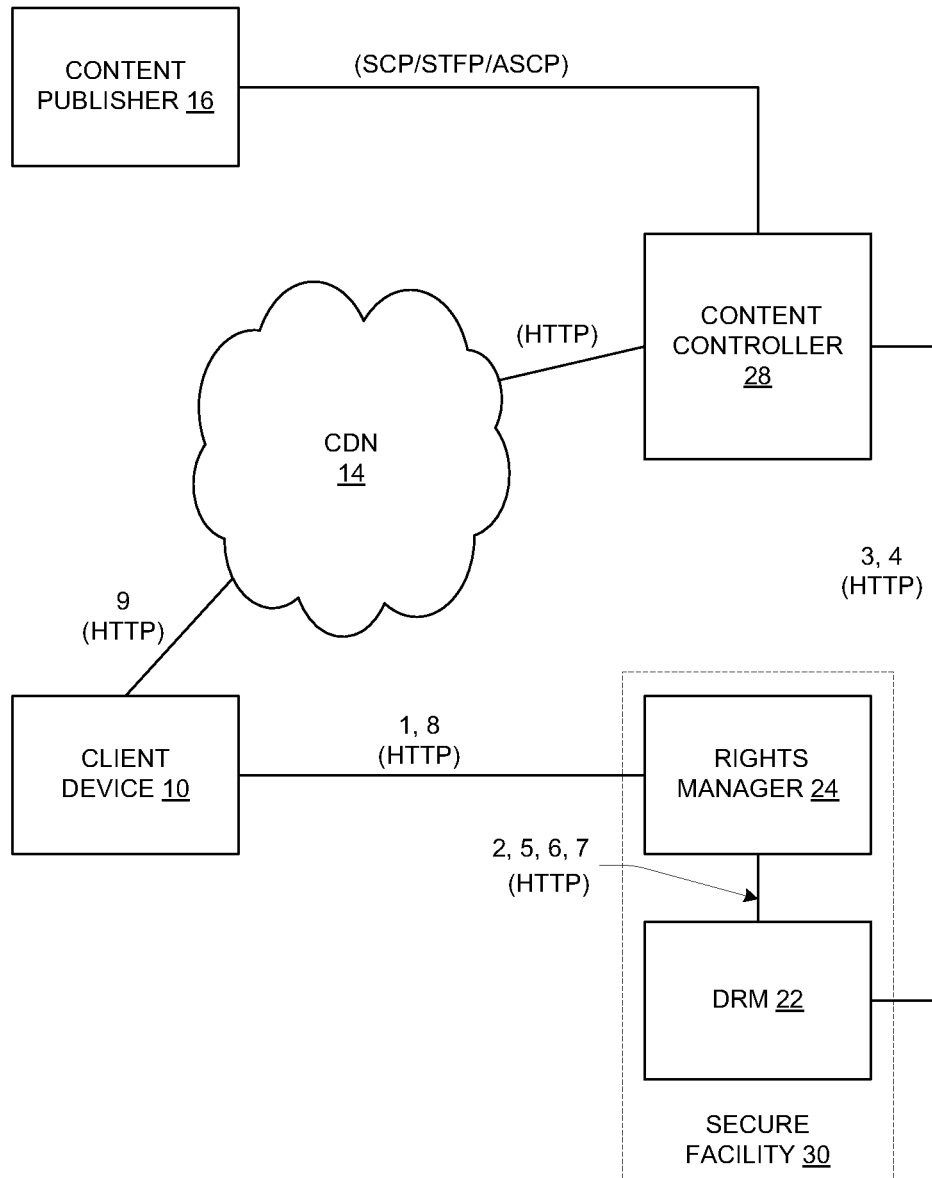 CONTENT
PUBLISHER 16
(SCP/STFP/ASCP)
CONTENT
CONTROLLER
28
(HTTP)
CDN
14
3, 4
(HTTP)
9
(HTTP)
CLIENT
DEVICE 10
1, 8
(HTTP)
RIGHTS
MANAGER 24
2, 5, 6, 7
(HTTP)
DRM 22
SECURE
FACILITY 30